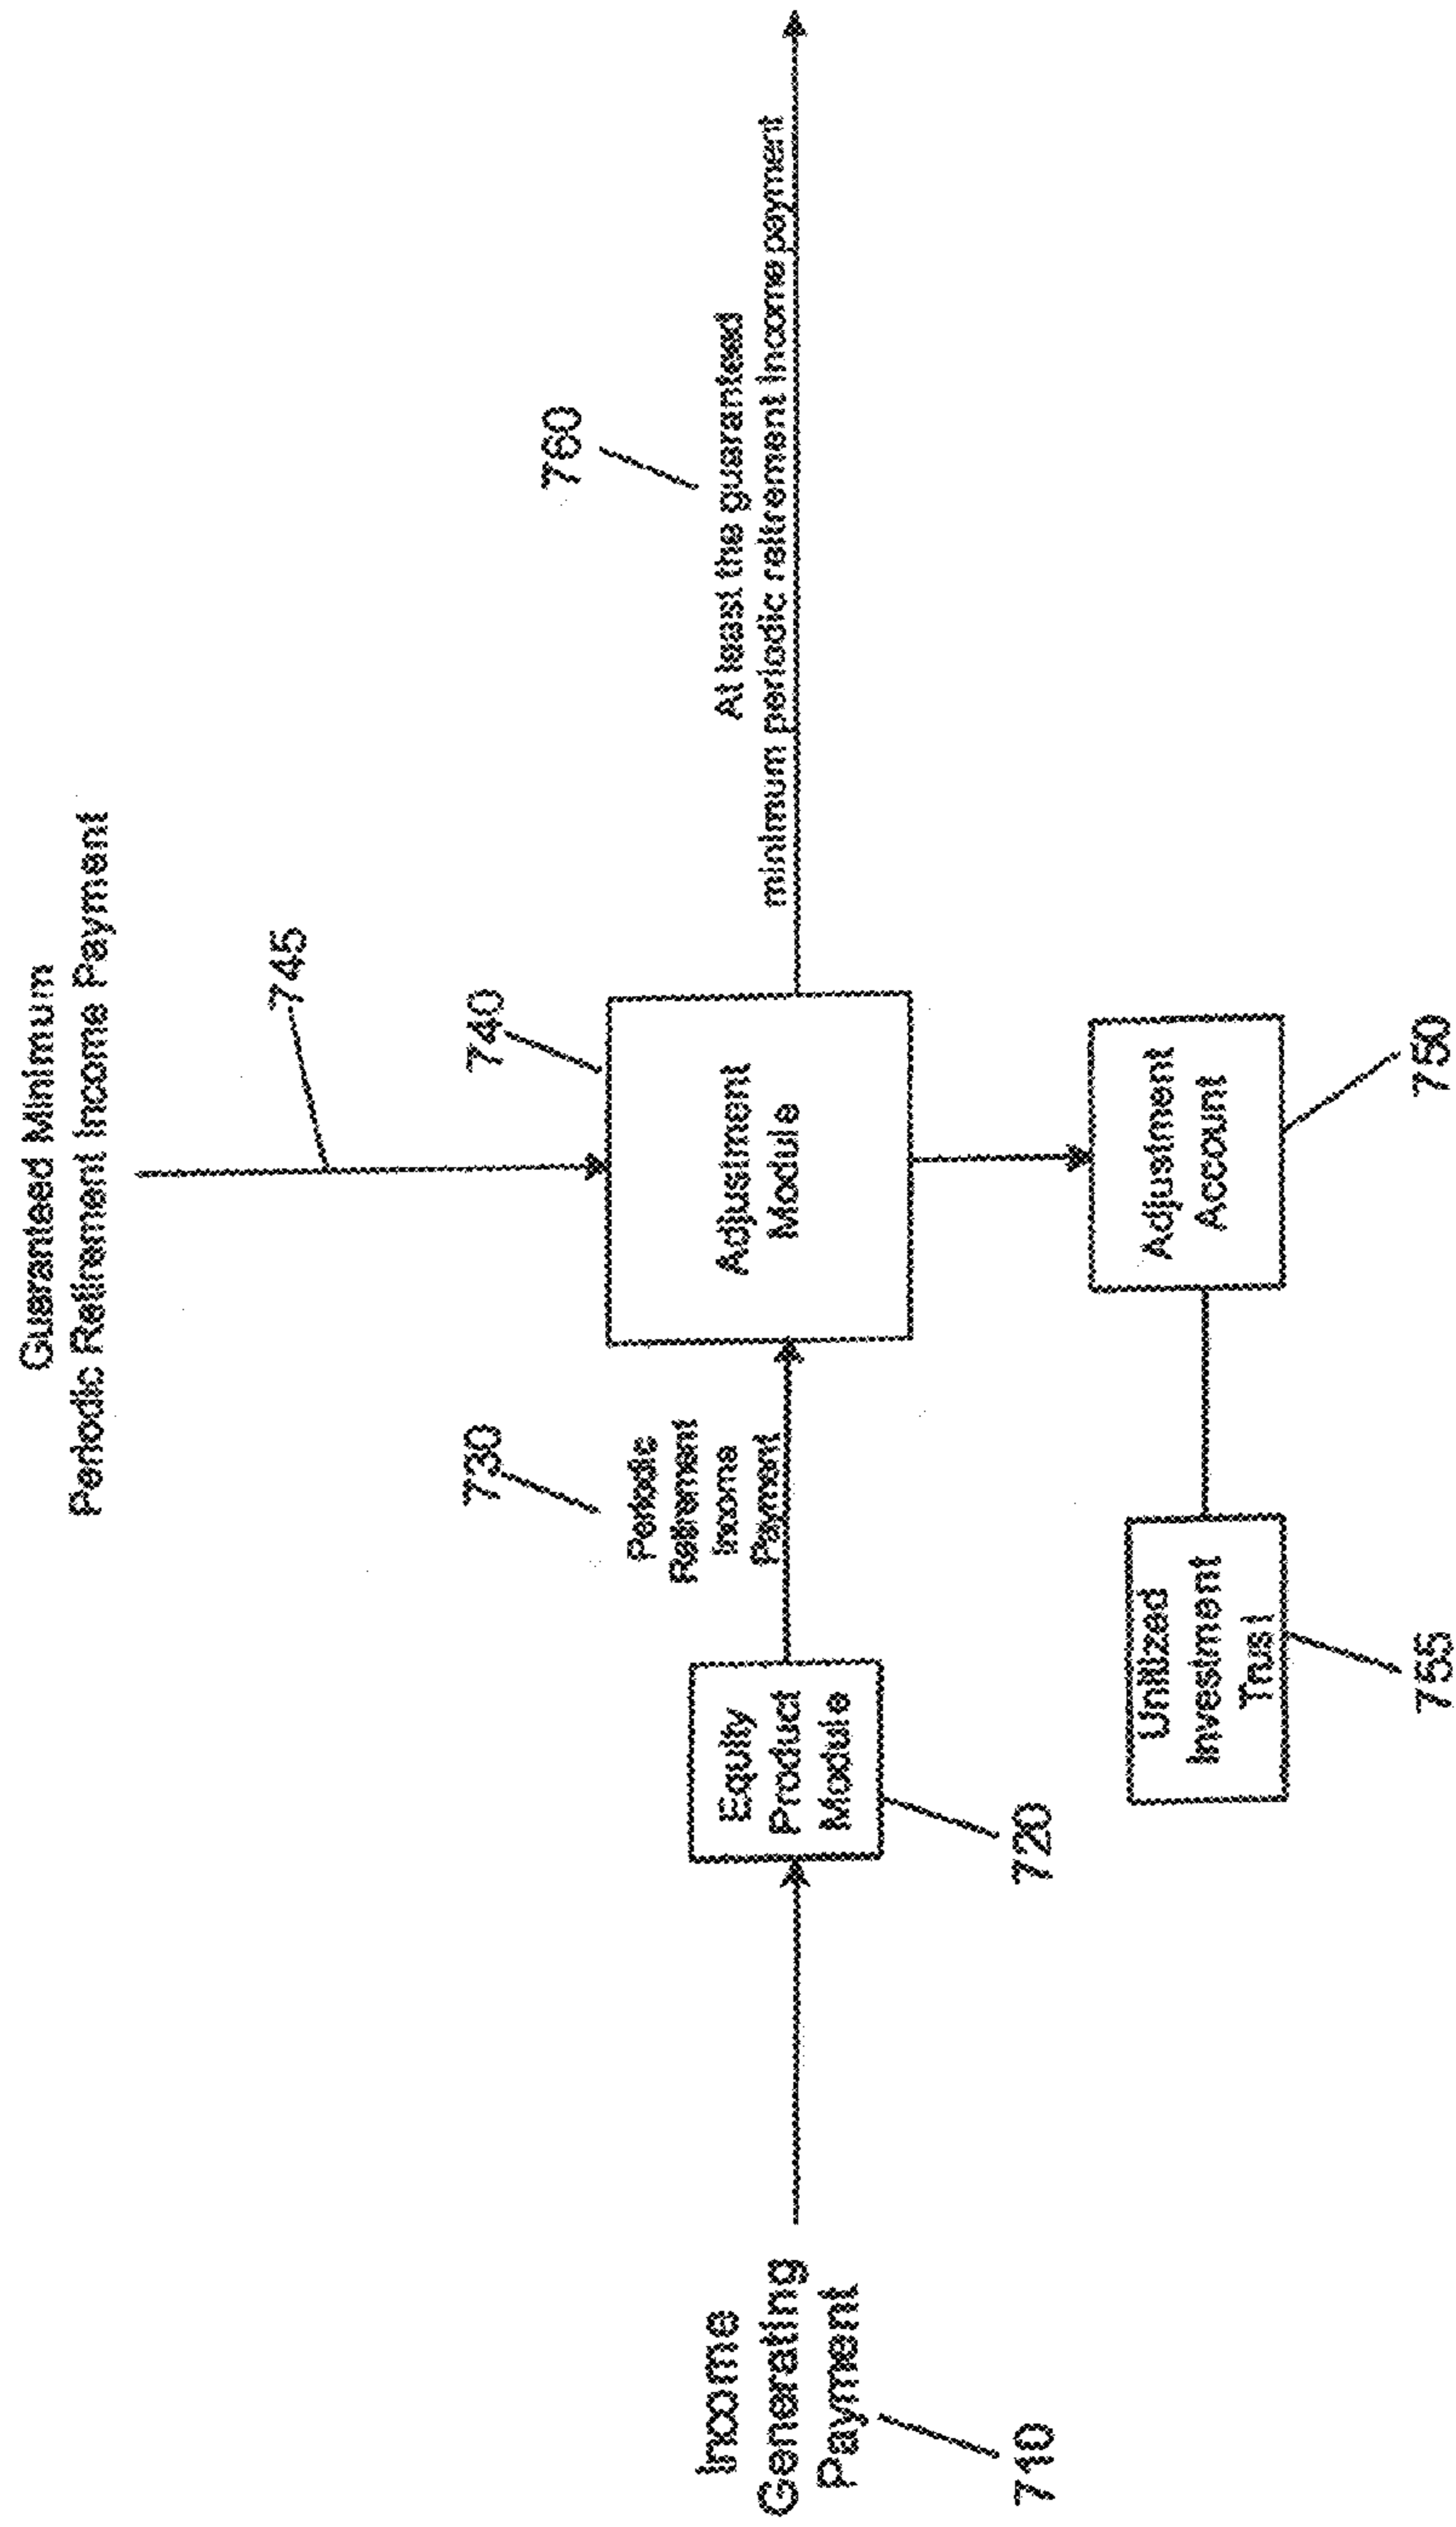 Guaranteed Minimum
Periodic Retirement Income Payment
745
740
Adjustment
Module
730
Periodic
Retirement
Income
Payment
760
At least the guaranteed
minimum periodic retirement income payment
Income
Generating
Payment
710
Equity
Product
Module
720
Unitized
Investment
Trust
755
Adjustment
Account
750